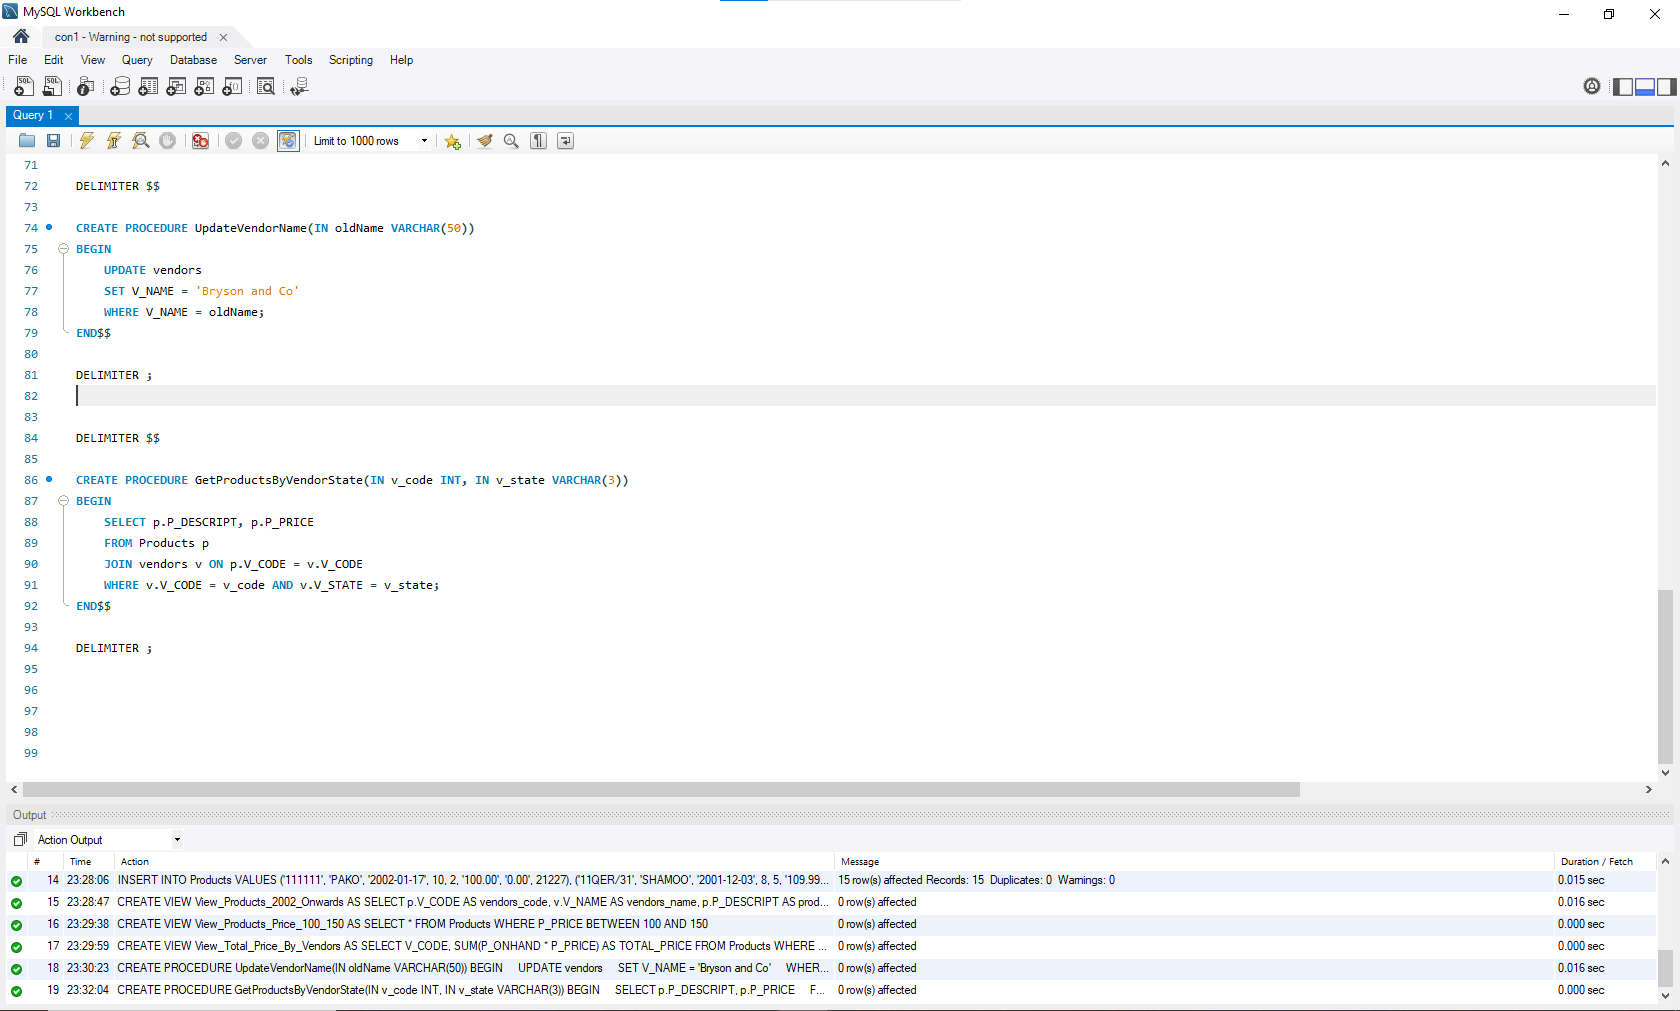 MySQL Workbench
con1 - Warning - not supported
File Edit View Query Database Server Tools Scripting Help
Query 1
Limit to 1000 rows
71
72 DELIMITER $$
73
74 CREATE PROCEDURE UpdateVendorName(IN oldName VARCHAR(50))
75 BEGIN
76 UPDATE vendors
77 SET V_NAME = 'Bryson and Co'
78 WHERE V_NAME = oldName;
79 END$$
80
81 DELIMITER ;
82
83
84 DELIMITER $$
85
86 CREATE PROCEDURE GetProductsByVendorState(IN v_code INT, IN v_state VARCHAR(3))
87 BEGIN
88 SELECT p.P_DESCRIPT, p.P_PRICE
89 FROM Products p
90 JOIN vendors v ON p.V_CODE = v.V_CODE
91 WHERE v.V_CODE = v_code AND v.V_STATE = v_state;
92 END$$
93
94 DELIMITER ;
95
96
97
98
99
Output
Action Output
# Time Action Message Duration / Fetch
14 23:28:06 INSERT INTO Products VALUES ('111111', 'PAKO', '2002-01-17', 10, 2, '100.00', '0.00', 21227), ('11QER/31', 'SHAMOO', '2001-12-03', 8, 5, '109.99... 15 row(s) affected Records: 15 Duplicates: 0 Warnings: 0 0.015 sec
15 23:28:47 CREATE VIEW View_Products_2002_Onwards AS SELECT p.V_CODE AS vendors_code, v.V_NAME AS vendors_name, p.P_DESCRIPT AS prod... 0 row(s) affected 0.016 sec
16 23:29:38 CREATE VIEW View_Products_Price_100_150 AS SELECT * FROM Products WHERE P_PRICE BETWEEN 100 AND 150 0 row(s) affected 0.000 sec
17 23:29:59 CREATE VIEW View_Total_Price_By_Vendors AS SELECT V_CODE, SUM(P_ONHAND * P_PRICE) AS TOTAL_PRICE FROM Products WHERE ... 0 row(s) affected 0.000 sec
18 23:30:23 CREATE PROCEDURE UpdateVendorName(IN oldName VARCHAR(50)) BEGIN UPDATE vendors SET V_NAME = 'Bryson and Co' WHER... 0 row(s) affected 0.016 sec
19 23:32:04 CREATE PROCEDURE GetProductsByVendorState(IN v_code INT, IN v_state VARCHAR(3)) BEGIN SELECT p.P_DESCRIPT, p.P_PRICE F... 0 row(s) affected 0.000 sec